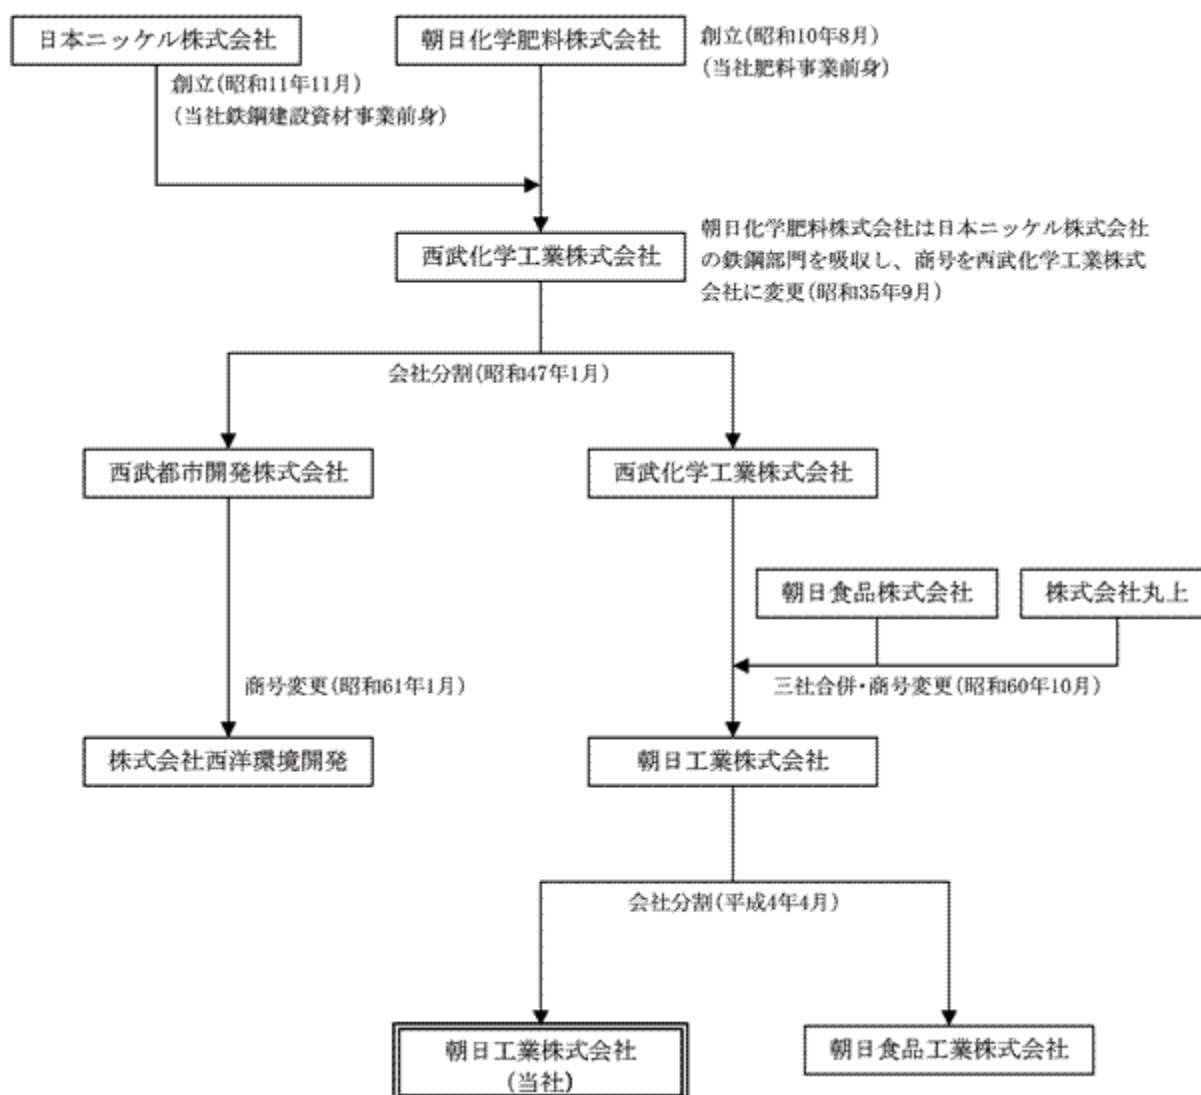 日本ニッケル株式会社
朝日化学肥料株式会社
創立(昭和10年8月)
(当社肥料事業前身)
創立(昭和11年11月)
(当社鉄鋼建設資材事業前身)
西武化学工業株式会社
朝日化学肥料株式会社は日本ニッケル株式会社
の鉄鋼部門を吸収し、商号を西武化学工業株式
会社に変更(昭和35年9月)
会社分割(昭和47年1月)
西武都市開発株式会社
西武化学工業株式会社
朝日食品株式会社
株式会社丸上
商号変更(昭和61年1月)
三社合併・商号変更(昭和60年10月)
株式会社西洋環境開発
朝日工業株式会社
会社分割(平成4年4月)
朝日工業株式会社
(当社)
朝日食品工業株式会社